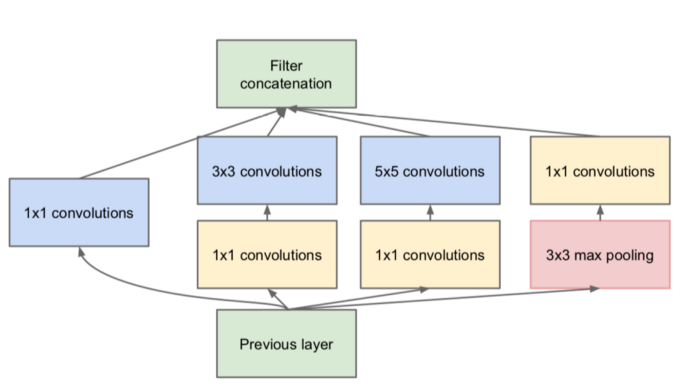 Filter
concatenation
3x3 convolutions
5x5 convolutions
1x1 convolutions
1x1 convolutions
1x1 convolutions
1x1 convolutions
3x3 max pooling
Previous layer